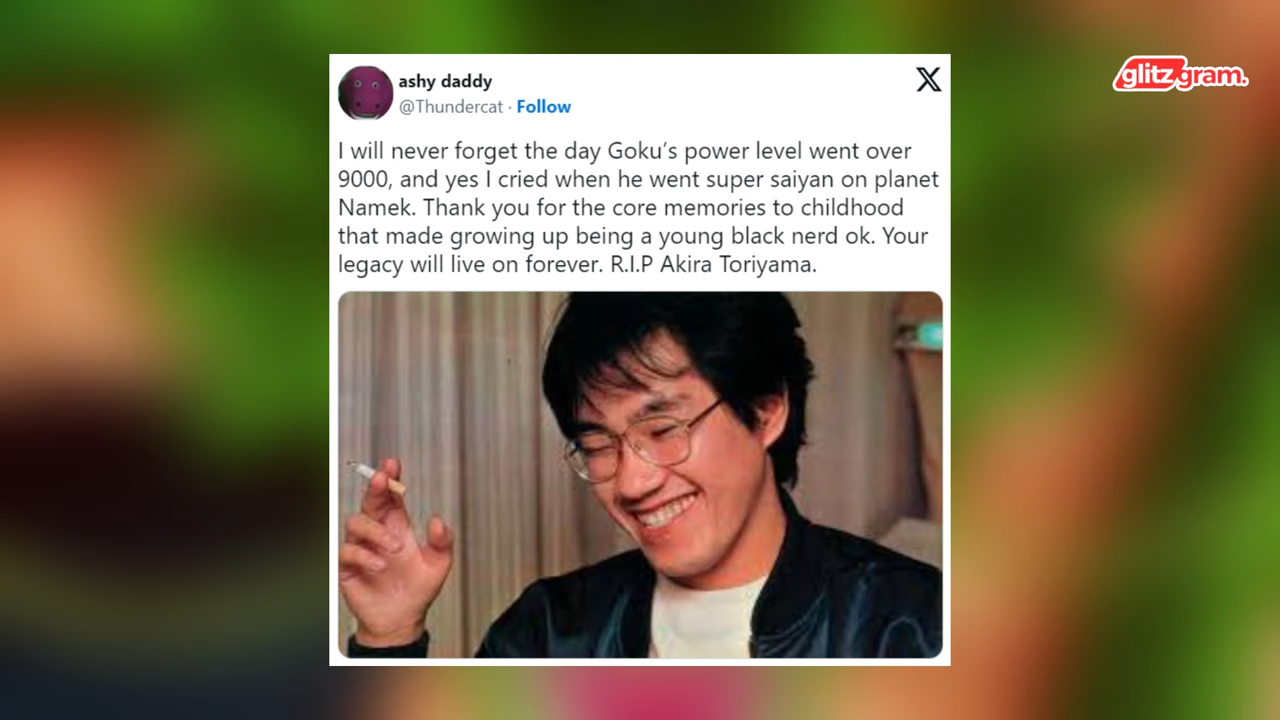 glitz gram.
ashy daddy
@Thundercat · Follow
I will never forget the day Goku’s power level went over
9000, and yes I cried when he went super saiyan on planet
Namek. Thank you for the core memories to childhood
that made growing up being a young black nerd ok. Your
legacy will live on forever. R.I.P Akira Toriyama.